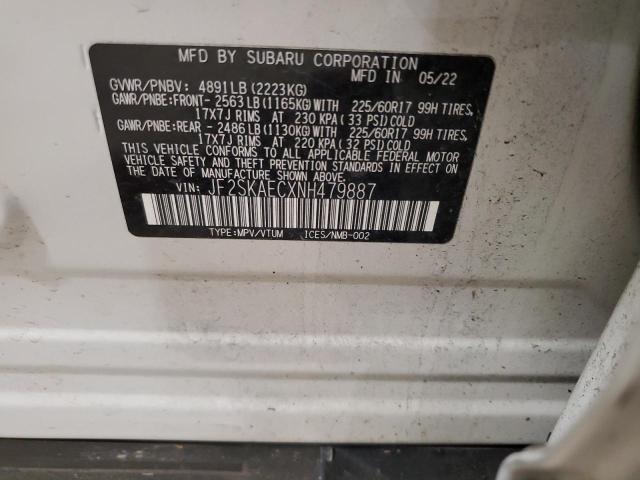 MFD BY SUBARU CORPORATION
MFD IN 05/22
GVWR/PNBV: 4891LB(2223KG)
GAWR/PNBE:FRONT- 2563LB(1165KG)WITH 225/60R17 99H TIRES,
17X7J RIMS AT 230 KPA(33 PSI)COLD
GAWR/PNBE:REAR - 2486LB(1130KG)WITH 225/60R17 99H TIRES,
17X7J RIMS AT 220 KPA(32 PSI)COLD
THIS VEHICLE CONFORMS TO ALL APPLICABLE FEDERAL MOTOR
VEHICLE SAFETY AND THEFT PREVENTION STANDARDS IN EFFECT ON
THE DATE OF MANUFACTURE SHOWN ABOVE.
VIN: JF2SKAECXNH479887
TYPE:MPV/VTUM ICES/NMB-002